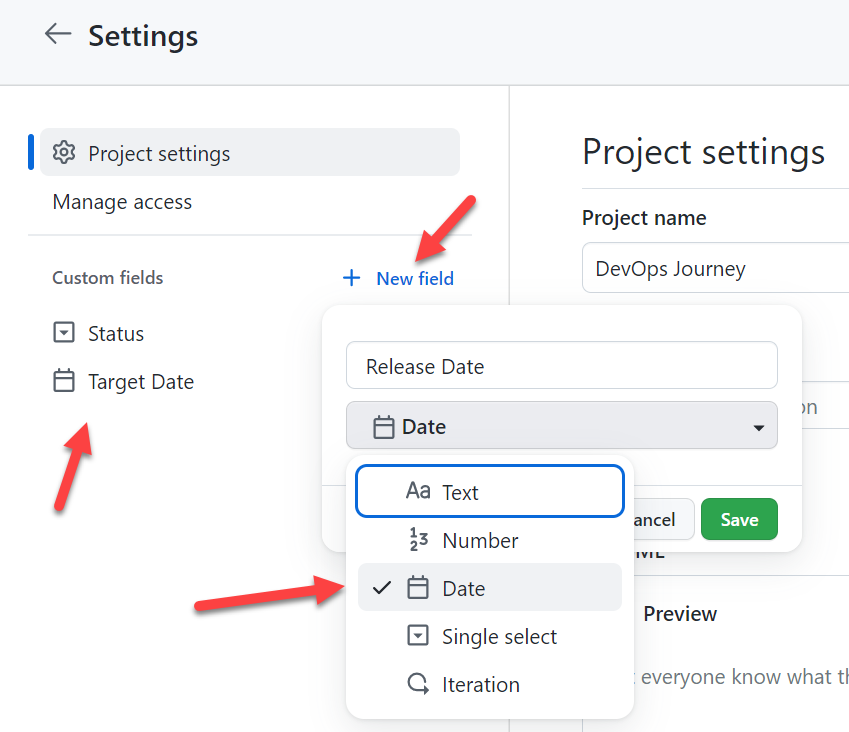 Settings
Project settings
Manage access
Custom fields
New field
Status
Target Date
Project settings
Project name
DevOps Journey
Release Date
Date
Text
Number
Date
Single select
Iteration
Save
Preview
everyone know what